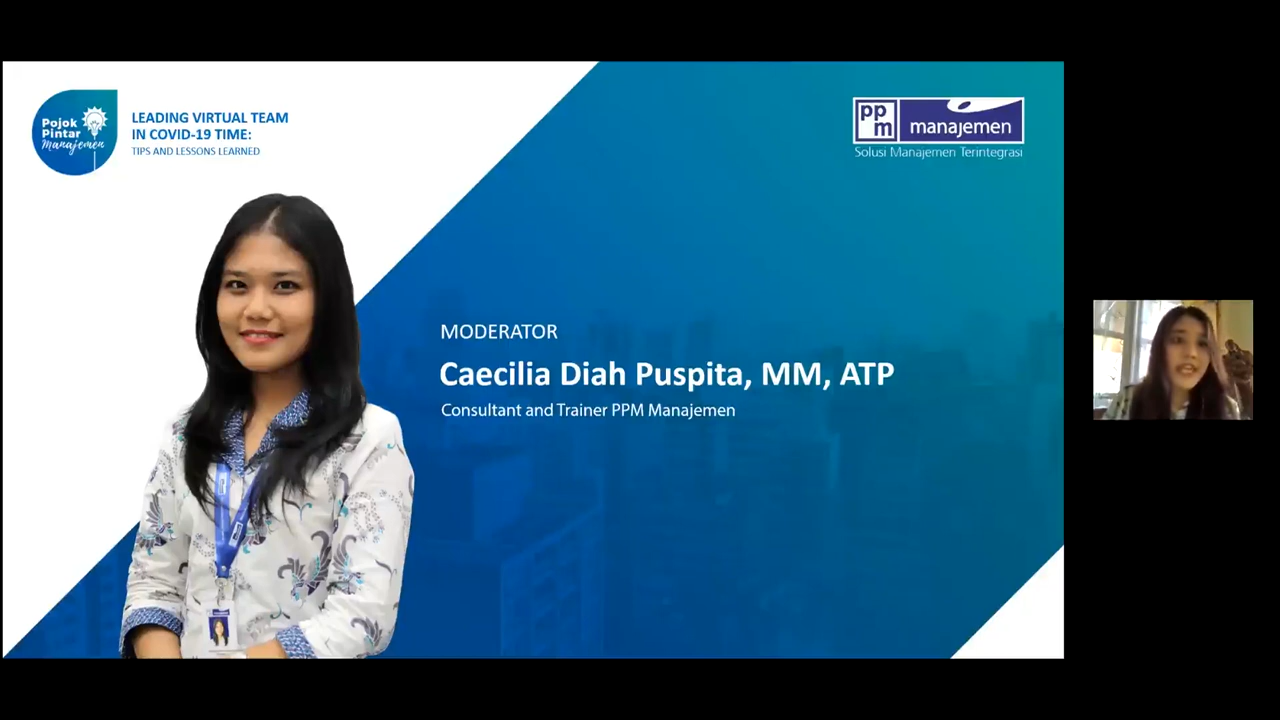 Pojok
Pintar
Manajemen
LEADING VIRTUAL TEAM
IN COVID-19 TIME:
TIPS AND LESSONS LEARNED
ppm
manajemen
Solusi Manajemen Terintegrasi
MODERATOR
Caecilia Diah Puspita, MM, ATP
Consultant and Trainer PPM Manajemen